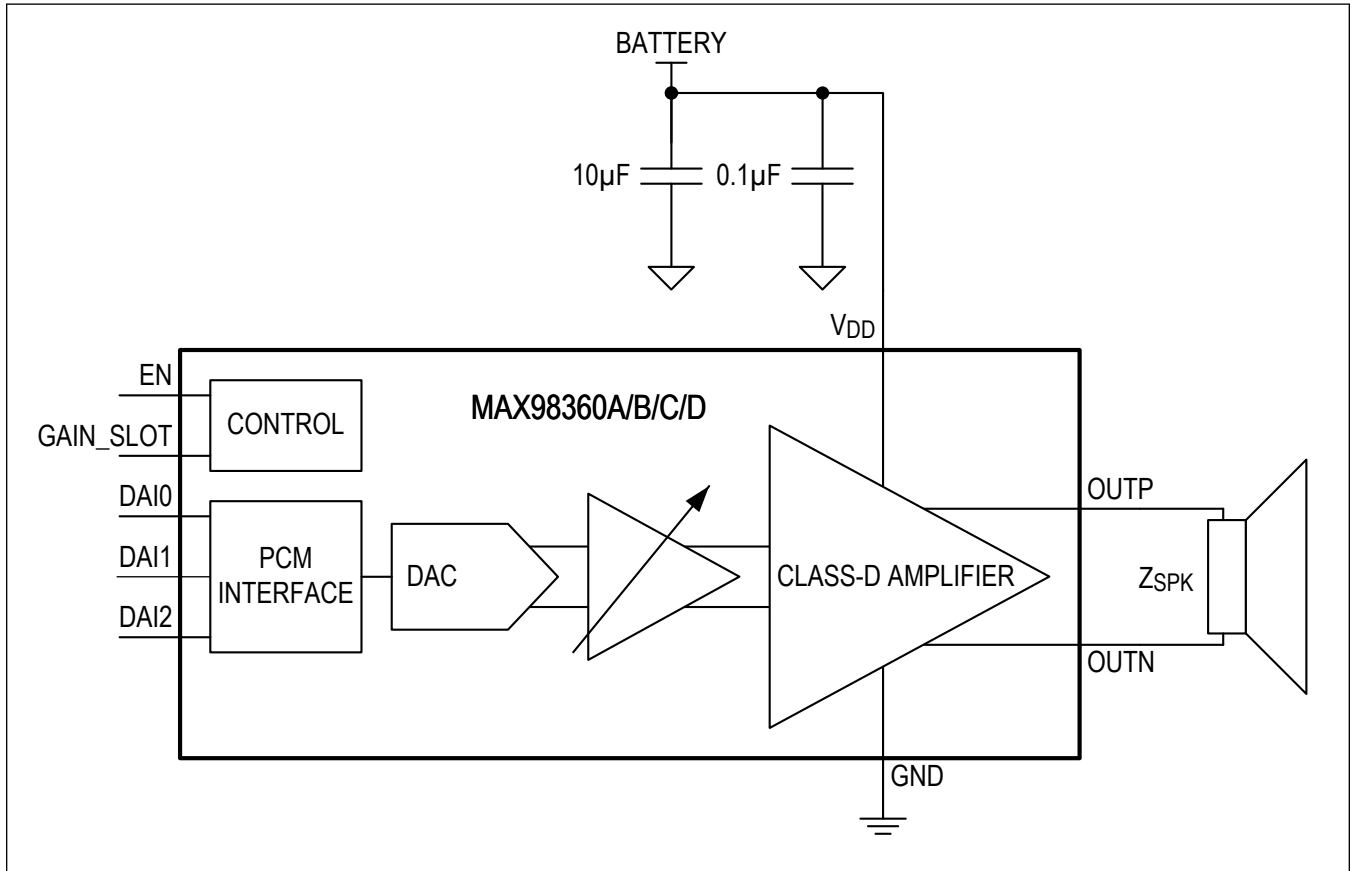 BATTERY
10µF
0.1µF
VDD
EN
GAIN_SLOT
CONTROL
MAX98360A/B/C/D
DAI0
DAI1
DAI2
PCM
INTERFACE
DAC
CLASS-D AMPLIFIER
OUTP
ZSPK
OUTN
GND